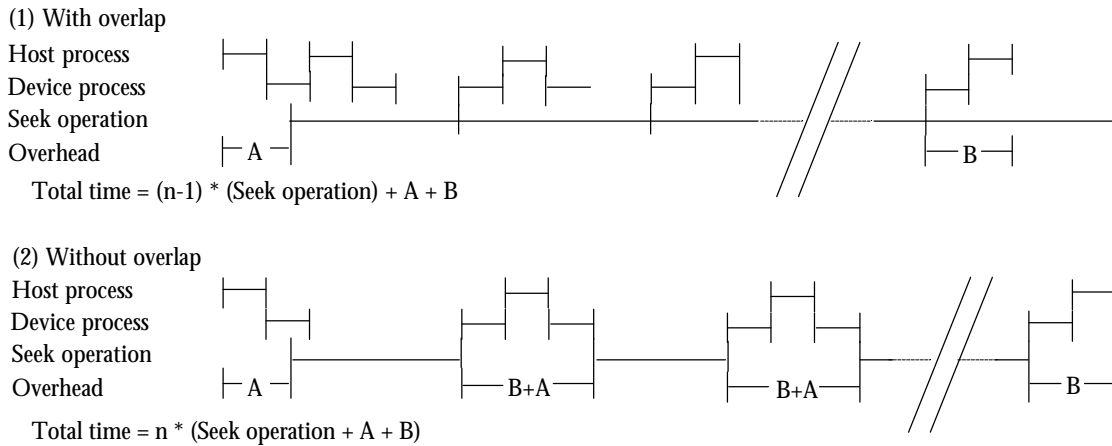 (1) With overlap
Host process
Device process
Seek operation
Overhead
A
B
Total time = (n-1) * (Seek operation) + A + B
(2) Without overlap
Host process
Device process
Seek operation
Overhead
A
B+A
B+A
B
Total time = n * (Seek operation + A + B)